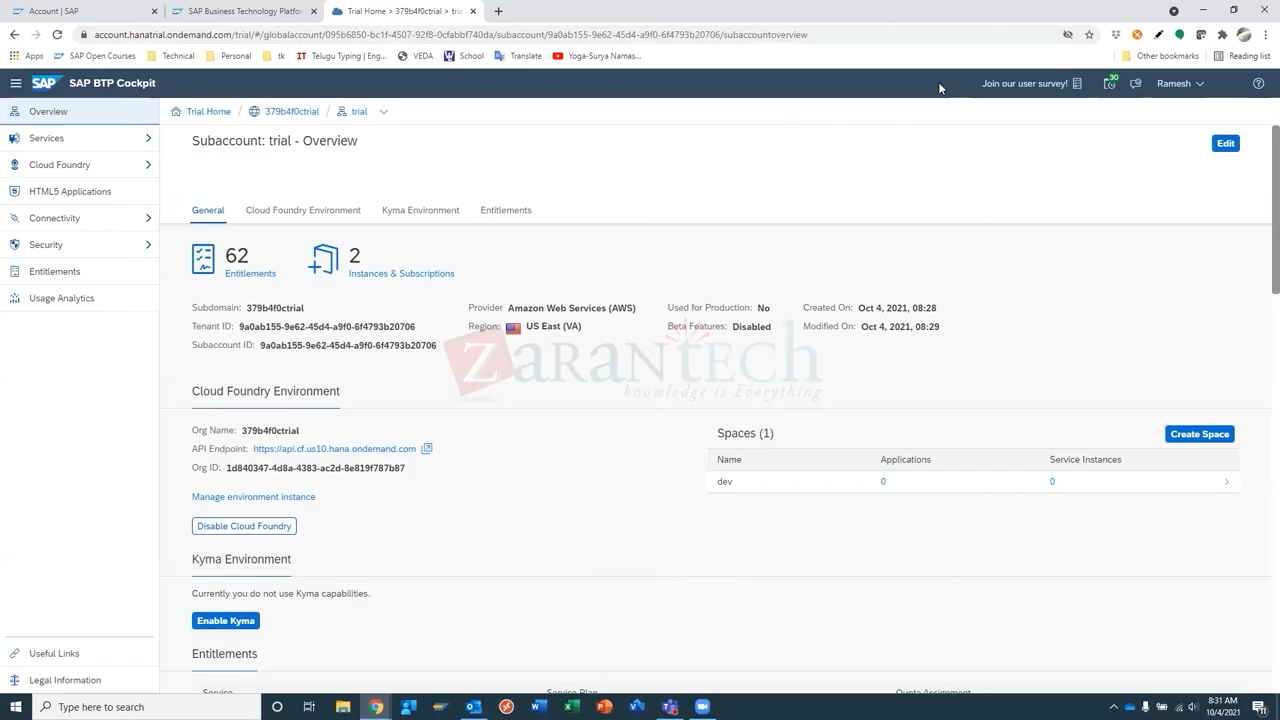 Account | SAP
SAP Business Technology Platfor
Trial Home > 379b4f0ctrial > tria
account.hanatrial.ondemand.com/trial/#/globalaccount/095b6850-bc1f-4507-92f8-0cfabbf740da/subaccount/9a0ab155-9e62-45d4-a9f0-6f4793b20706/subaccountoverview
Apps
SAP Open Courses
Technical
Personal
tk
IT Telugu Typing | Eng...
VEDA
School
Translate
Yoga-Surya Namas...
Other bookmarks
Reading list
SAP
SAP BTP Cockpit
Join our user survey!
30
Ramesh
Overview
Services
Cloud Foundry
HTML5 Applications
Connectivity
Security
Entitlements
Usage Analytics
Useful Links
Legal Information
Trial Home / 379b4f0ctrial / trial
Subaccount: trial - Overview
Edit
General
Cloud Foundry Environment
Kyma Environment
Entitlements
62
Entitlements
2
Instances & Subscriptions
Subdomain: 379b4f0ctrial
Tenant ID: 9a0ab155-9e62-45d4-a9f0-6f4793b20706
Subaccount ID: 9a0ab155-9e62-45d4-a9f0-6f4793b20706
Provider Amazon Web Services (AWS)
Region: US East (VA)
Used for Production: No
Beta Features: Disabled
Created On: Oct 4, 2021, 08:28
Modified On: Oct 4, 2021, 08:29
ZARANTECH
knowledge is Everything
Cloud Foundry Environment
Org Name: 379b4f0ctrial
API Endpoint: https://api.cf.us10.hana.ondemand.com
Org ID: 1d840347-4d8a-4383-ac2d-8e819f787b87
Manage environment instance
Disable Cloud Foundry
Spaces (1)
Create Space
Name Applications Service Instances
dev 0 0
Kyma Environment
Currently you do not use Kyma capabilities.
Enable Kyma
Entitlements
Service Service Plan Quota Assignment
Type here to search
8:31 AM
10/4/2021